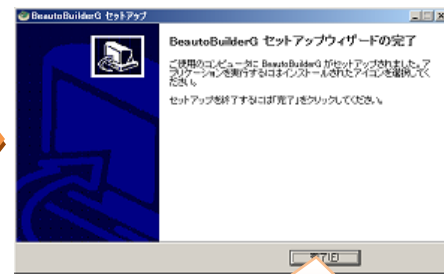 BeautoBuilderG セットアップ
BeautoBuilderG セットアップウィザードの完了
ご使用のコンピュータに BeautoBuilderG がセットアップされました。ア
プリケーションを実行するにはインストールされたアイコンを選択してく
ださい。
セットアップを終了するには「完了」をクリックしてください。